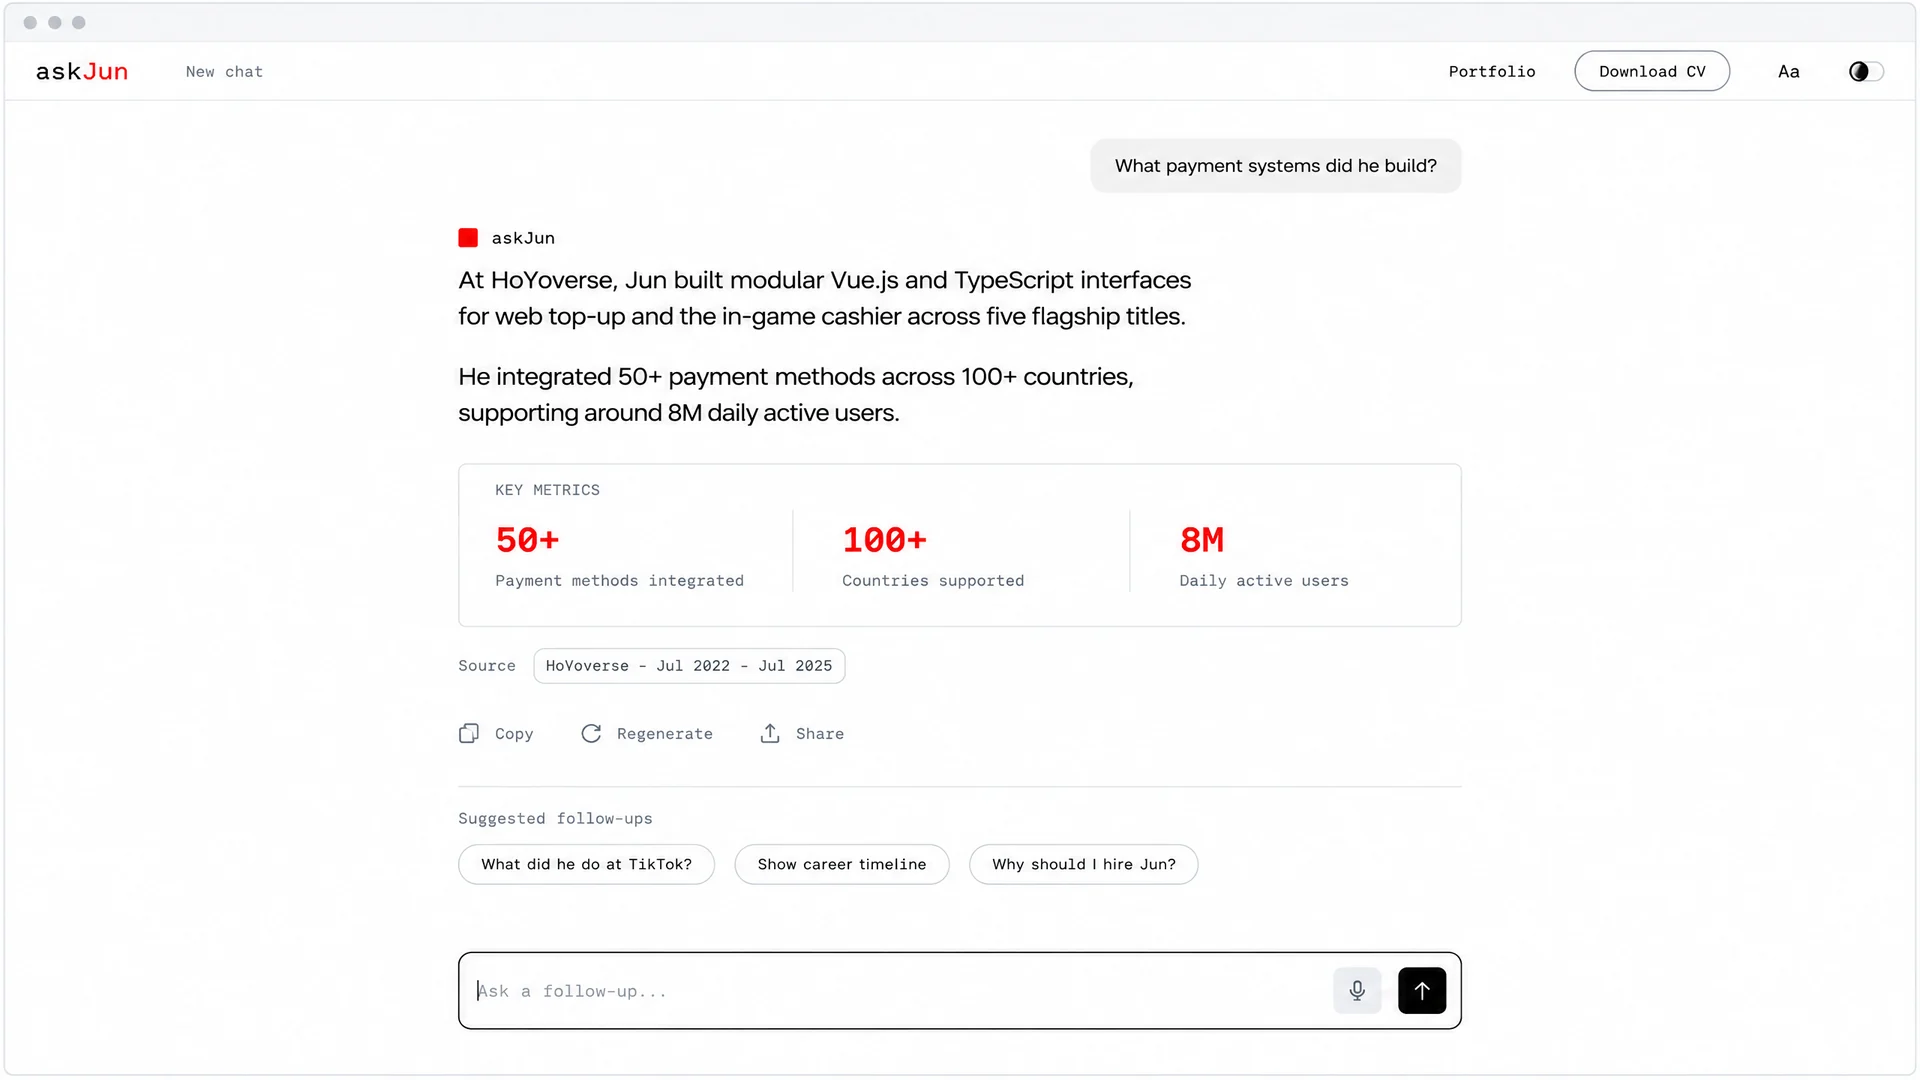 askJun
New chat
Portfolio
Download CV
Aa
What payment systems did he build?
askJun
At HoYoverse, Jun built modular Vue.js and TypeScript interfaces
for web top-up and the in-game cashier across five flagship titles.
He integrated 50+ payment methods across 100+ countries,
supporting around 8M daily active users.
KEY METRICS
50+
Payment methods integrated
100+
Countries supported
8M
Daily active users
Source
HoYoverse - Jul 2022 - Jul 2025
Copy
Regenerate
Share
Suggested follow-ups
What did he do at TikTok?
Show career timeline
Why should I hire Jun?
Ask a follow-up...